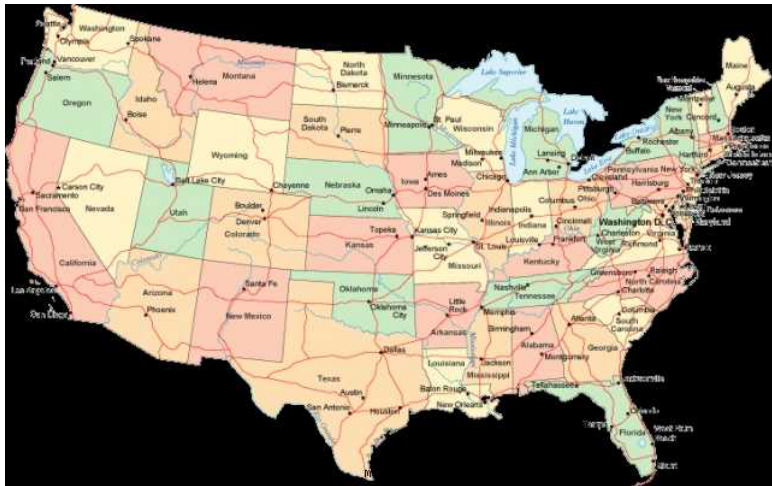 Seattle
Olympia
Washington
Spokane
Vancouver
Portland
Salem
Oregon
Idaho
Boise
Helena
Montana
Missouri
North
Dakota
Bismarck
South
Dakota
Pierre
Minnesota
St. Paul
Minneapolis
Lake Superior
Wisconsin
Milwaukee
Madison
Chicago
Lake Michigan
Michigan
Lansing
Ann Arbor
Lake
Huron
Detroit
Cleveland
Wyoming
Cheyenne
Salt Lake City
Utah
Carson City
Nevada
Sacramento
San Francisco
California
Los Angeles
San Diego
Colorado
Arizona
Phoenix
Santa Fe
New Mexico
Boulder
Denver
Colorado
Nebraska
Omaha
Lincoln
Iowa
Ames
Des Moines
Topeka
Kansas
Kansas City
Jefferson
City
Missouri
St. Louis
Springfield
Illinois
Indianapolis
Indiana
Columbus
Ohio
Cincinnati
Ohio
Louisville
Frankfort
Kentucky
Oklahoma
Oklahoma
City
Little
Rock
Arkansas
Memphis
Nashville
Tennessee
Texas
Dallas
Austin
San Antonio
Houston
Louisiana
Baton Rouge
New Orleans
Jackson
Mississippi
Birmingham
Alabama
Montgomery
Atlanta
Georgia
Tallahassee
Jacksonville
Orlando
Tampa
Florida
West Palm
Beach
Miami
Columbia
South
Carolina
Charlotte
North Carolina
Raleigh
Greensboro
Washington D. C.
Charleston
West
Virginia
Virginia
Richmond
Pittsburgh
Pennsylvania
Harrisburg
New York
New
York
Albany
Rochester
Buffalo
Hartford
Concord
Montpelier
Maine
Augusta